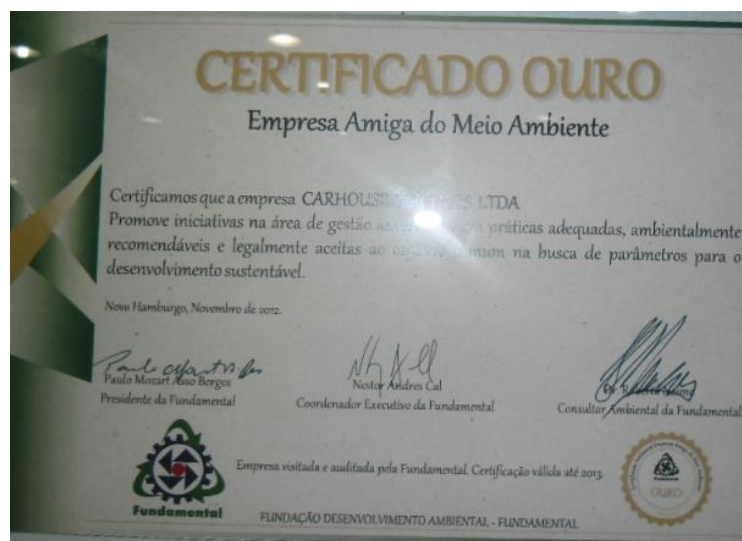 CERTIFICADO OURO
Empresa Amiga do Meio Ambiente
Certificamos que a empresa LTDA
Promove iniciativas na área de gestão práticas adequadas, ambientalmente
recomendáveis e legalmente aceitas ao na busca de parâmetros para o
desenvolvimento sustentável.
Novo Hamburgo, Novembro de 2012.
Paulo Mozart Borges
Presidente da Fundamental
Nestor Andres Cal
Coordenador Executivo da Fundamental
Dr.
Consultor Ambiental da Fundamental
Empresa visitada e auditada pela Fundamental. Certificação válida até 2013.
Fundamental
OURO
FUNDAÇÃO DESENVOLVIMENTO AMBIENTAL - FUNDAMENTAL